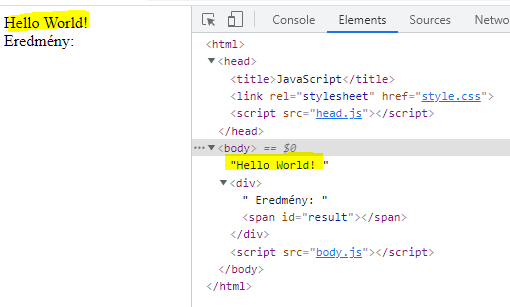 Hello World!
Eredmény:
Console Elements Sources Network
<html>
<head>
<title>JavaScript</title>
<link rel="stylesheet" href="style.css">
<script src="head.js"></script>
</head>
<body> == $0
"Hello World! "
<div>
" Eredmény: "
<span id="result"></span>
</div>
<script src="body.js"></script>
</body>
</html>